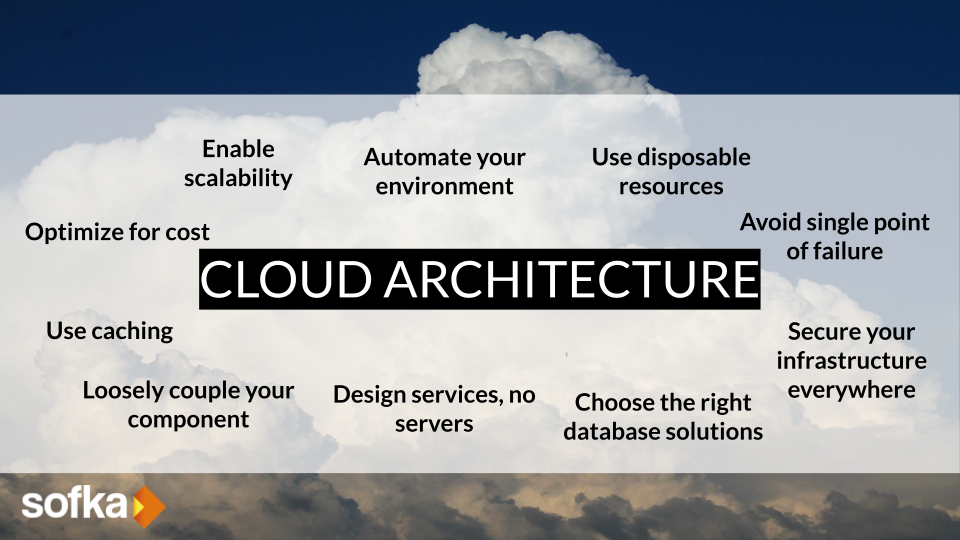 Enable
scalability
Automate your
environment
Use disposable
resources
Optimize for cost
Avoid single point
of failure
CLOUD ARCHITECTURE
Use caching
Secure your
infrastructure
everywhere
Loosely couple your
component
Design services, no
servers
Choose the right
database solutions
sofka